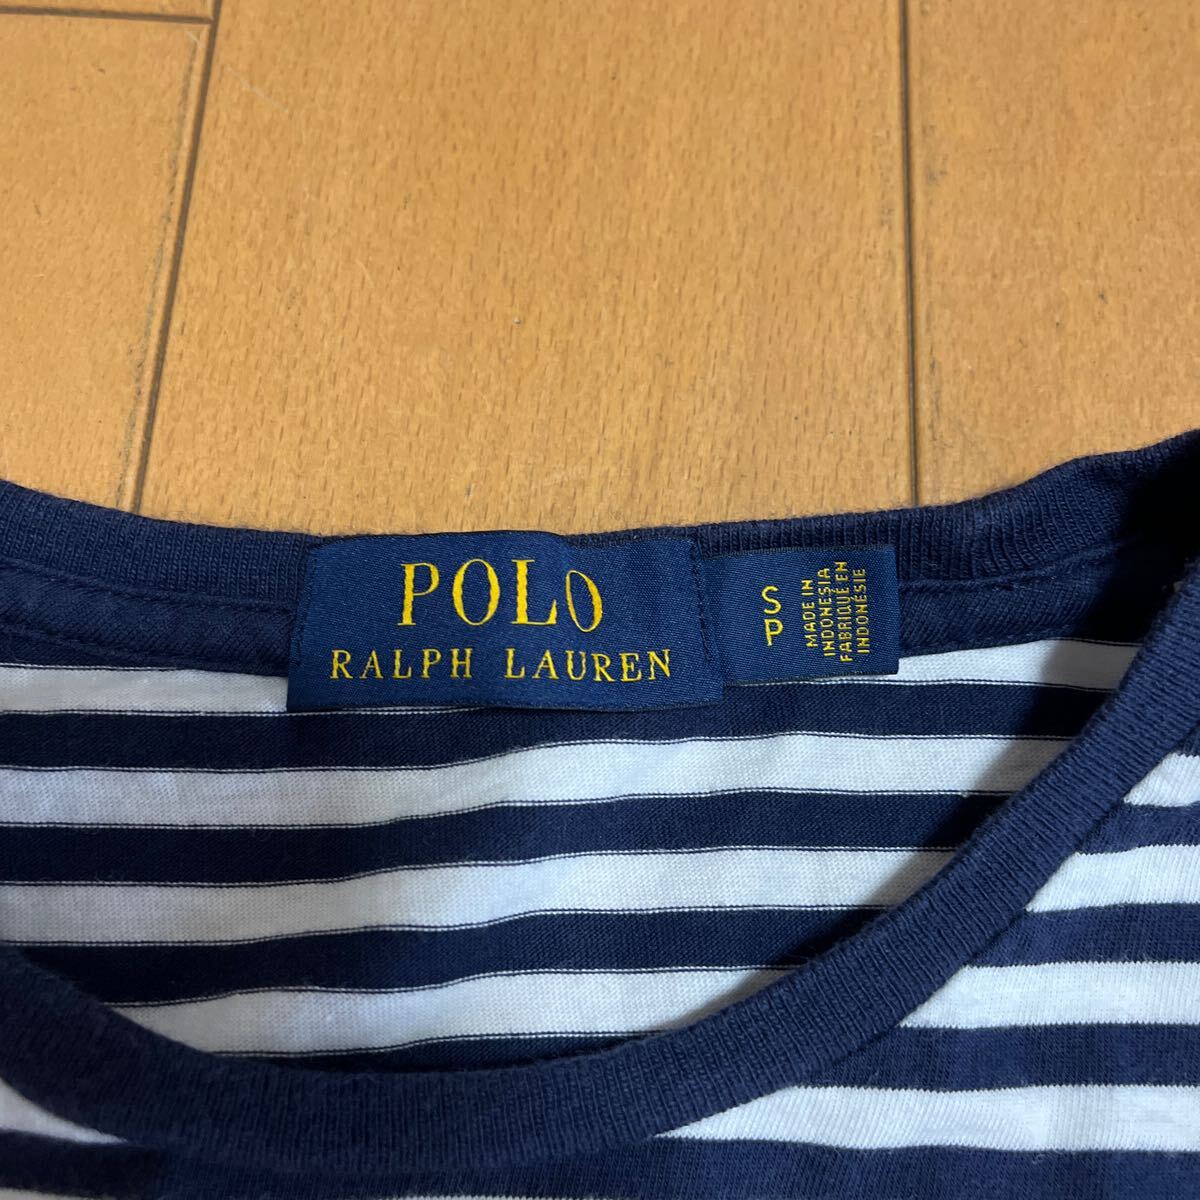 POLO
RALPH LAUREN
S
P
MADE IN
INDONESIA
FABRIQUÉ EN
INDONÉSIE